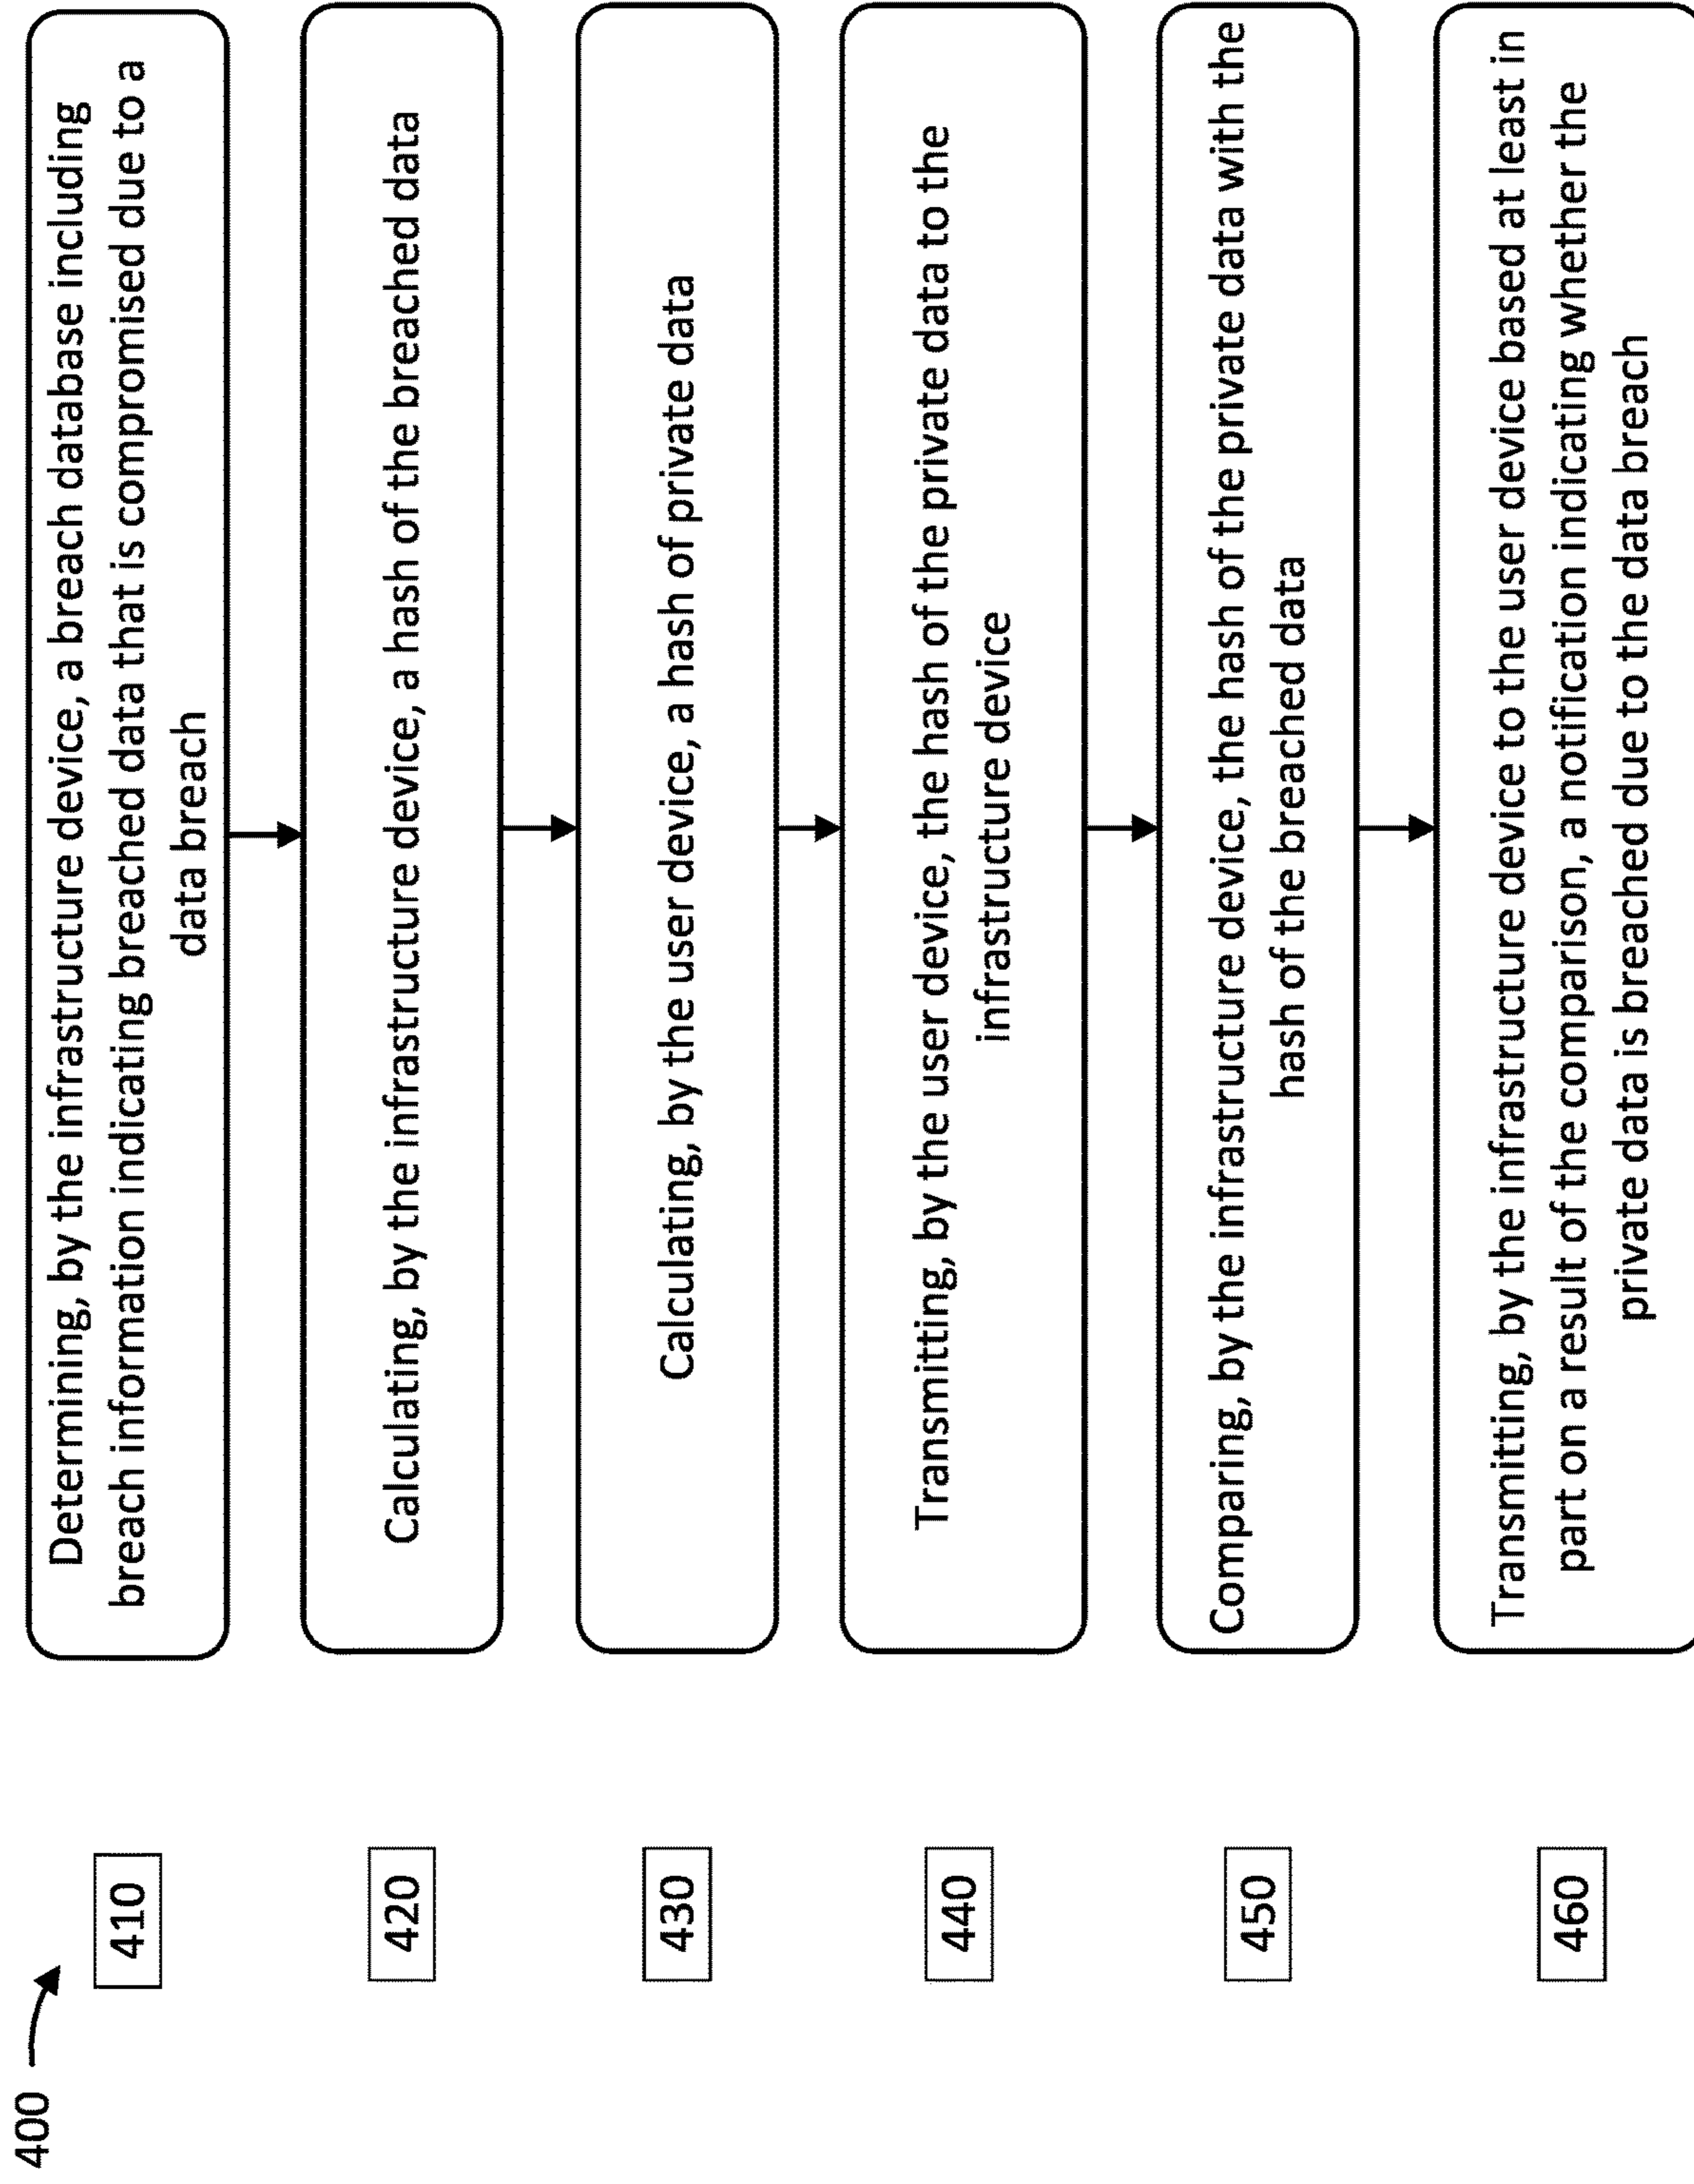 400
410
Determining, by the infrastructure device, a breach database including
breach information indicating breached data that is compromised due to a
data breach
420
Calculating, by the infrastructure device, a hash of the breached data
430
Calculating, by the user device, a hash of private data
440
Transmitting, by the user device, the hash of the private data to the
infrastructure device
450
Comparing, by the infrastructure device, the hash of the private data with the
hash of the breached data
460
Transmitting, by the infrastructure device to the user device based at least in
part on a result of the comparison, a notification indicating whether the
private data is breached due to the data breach